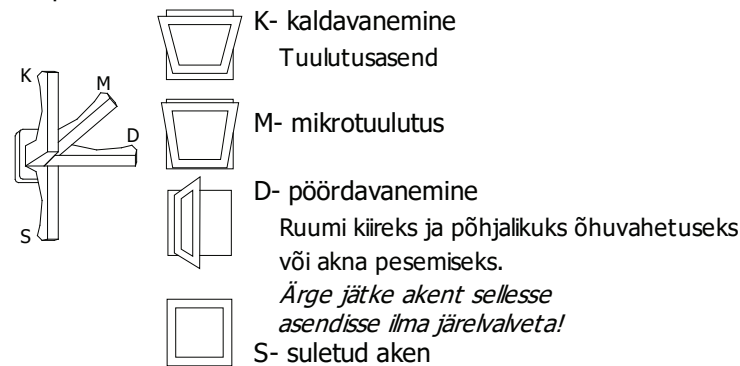 K- kaldavanemine
Tuulutusasend
K
M
D
S
M- mikrotuulutus
D- pöördavanemine
Ruumi kiireks ja põhjalikuks õhuvahetuseks
või akna pesemiseks.
Ärge jätke akent sellesse
asendisse ilma järelvalveta!
S- suletud aken